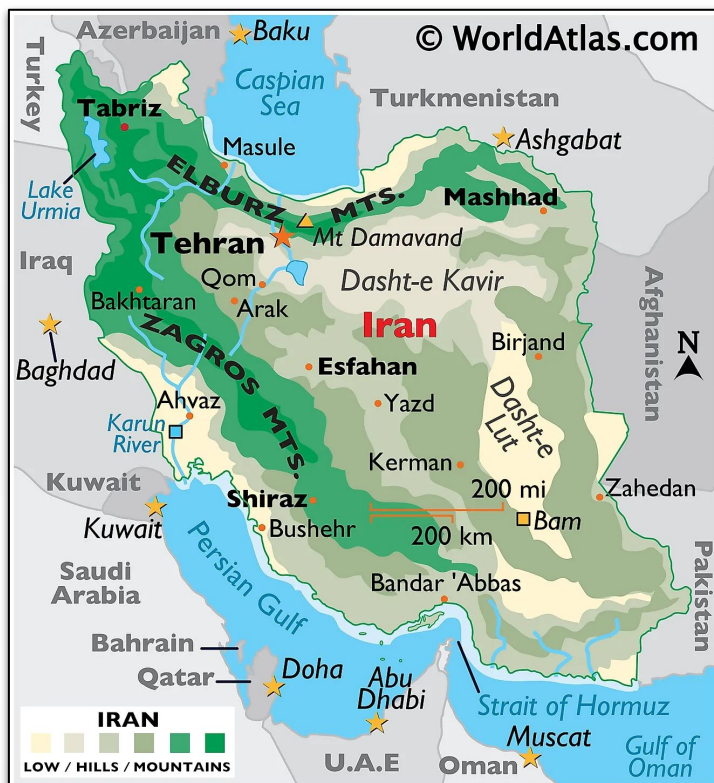 Azerbaijan
Baku
© WorldAtlas.com
Turkey
Caspian
Sea
Turkmenistan
Tabriz
Ashgabat
Masule
Lake
Urmia
ELBURZ MTS.
Mashhad
Tehran
Mt Damavand
Iraq
Qom
Dasht-e Kavir
Bakhtaran
Arak
Iran
Afghanistan
Baghdad
ZAGROS MTS.
Esfahan
Birjand
N
Ahvaz
Yazd
Dasht-e
Lut
Karun
River
Kerman
Kuwait
200 mi
Zahedan
Shiraz
Kuwait
Bushehr
200 km
Bam
Persian Gulf
Pakistan
Saudi
Arabia
Bandar 'Abbas
Bahrain
Qatar
Doha
Abu
Dhabi
Strait of Hormuz
IRAN
Muscat
Gulf of
Oman
LOW / HILLS / MOUNTAINS
U.A.E
Oman